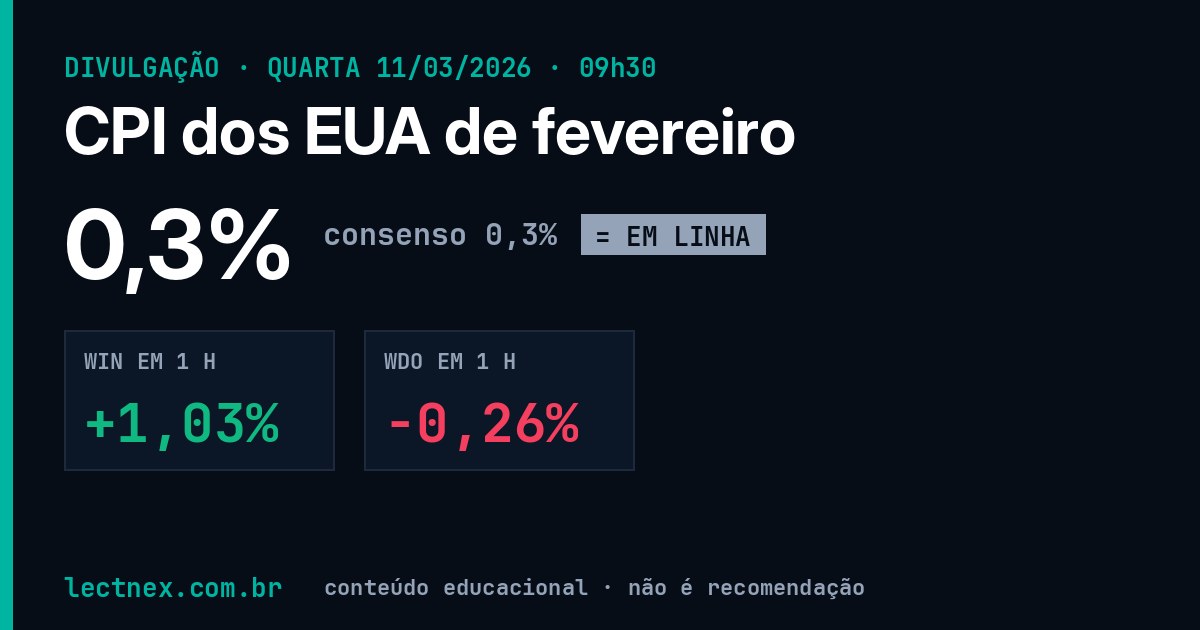 DIVULGAÇÃO · QUARTA 11/03/2026 · 09h30
CPI dos EUA de fevereiro
0,3% consenso 0,3% = EM LINHA
WIN EM 1 H
+1,03%
WDO EM 1 H
-0,26%
lectnex.com.br conteúdo educacional · não é recomendação